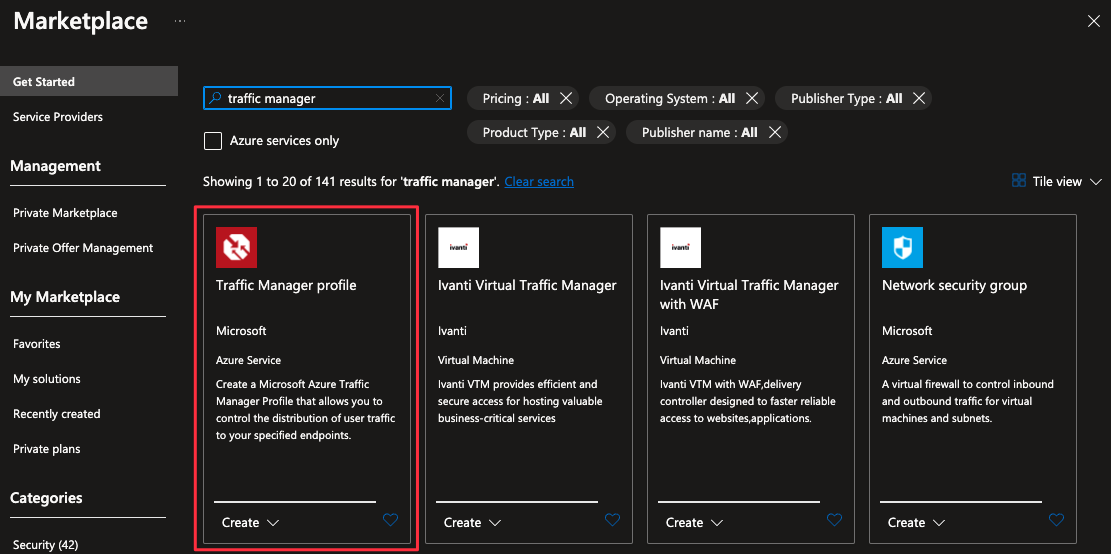 Marketplace
...
Get Started
Service Providers
Management
Private Marketplace
Private Offer Management
My Marketplace
Favorites
My solutions
Recently created
Private plans
Categories
Security (42)
traffic manager
Pricing : All
Operating System : All
Publisher Type : All
Azure services only
Product Type : All
Publisher name : All
Showing 1 to 20 of 141 results for 'traffic manager'. Clear search
Tile view
Traffic Manager profile
Microsoft
Azure Service
Create a Microsoft Azure Traffic
Manager Profile that allows you to
control the distribution of user traffic
to your specified endpoints.
Create
ivanti
Ivanti Virtual Traffic Manager
Ivanti
Virtual Machine
Ivanti VTM provides efficient and
secure access for hosting valuable
business-critical services
Create
ivanti
Ivanti Virtual Traffic Manager
with WAF
Ivanti
Virtual Machine
Ivanti VTM with WAF,delivery
controller designed to faster reliable
access to websites,applications.
Create
Network security group
Microsoft
Azure Service
A virtual firewall to control inbound
and outbound traffic for virtual
machines and subnets.
Create